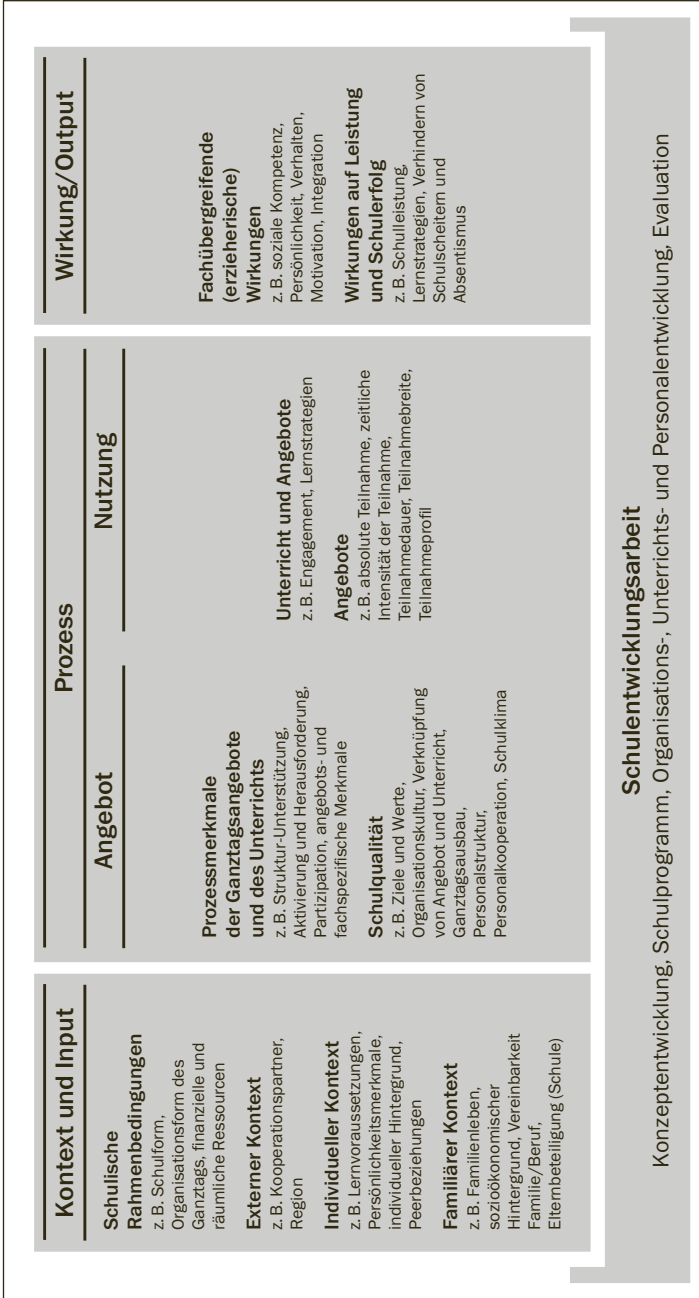 Kontext und Input
Schulische
Rahmenbedingungen
z. B. Schulform,
Organisationsform des
Ganztags, finanzielle und
räumliche Ressourcen
Externer Kontext
z. B. Kooperationspartner,
Region
Individueller Kontext
z. B. Lernvoraussetzungen,
Persönlichkeitsmerkmale,
individueller Hintergrund,
Peerbeziehungen
Familiärer Kontext
z. B. Familienleben,
sozioökonomischer
Hintergrund, Vereinbarkeit
Familie/Beruf,
Elternbeteiligung (Schule)
Prozess
Angebot
Prozessmerkmale
der Ganztagsangebote
und des Unterrichts
z. B. Struktur-Unterstützung,
Aktivierung und Herausforderung,
Partizipation, angebots- und
fachspezifische Merkmale
Schulqualität
z. B. Ziele und Werte,
Organisationskultur, Verknüpfung
von Angebot und Unterricht,
Ganztagsausbau,
Personalstruktur,
Personalkooperation, Schulklima
Nutzung
Unterricht und Angebote
z. B. Engagement, Lernstrategien
Angebote
z. B. absolute Teilnahme, zeitliche
Intensität der Teilnahme,
Teilnahmedauer, Teilnahmebreite,
Teilnahmeprofil
Wirkung/Output
Fachübergreifende
(erzieherische)
Wirkungen
z. B. soziale Kompetenz,
Persönlichkeit, Verhalten,
Motivation, Integration
Wirkungen auf Leistung
und Schulerfolg
z. B. Schulleistung,
Lernstrategien, Verhindern von
Schulscheitern und
Absentismus
Schulentwicklungsarbeit
Konzeptentwicklung, Schulprogramm, Organisations-, Unterrichts- und Personalentwicklung, Evaluation